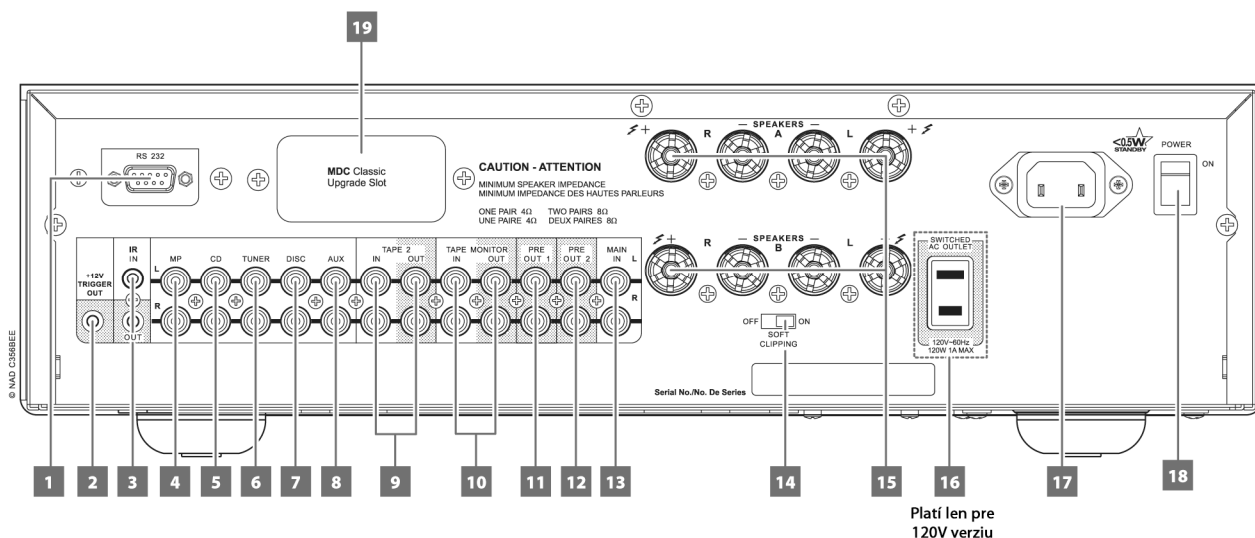 19
RS 232
MDC Classic
Upgrade Slot
CAUTION - ATTENTION
MINIMUM SPEAKER IMPEDANCE
MINIMUM IMPEDANCE DES HAUTES PARLEURS
ONE PAIR 4Ω TWO PAIRS 8Ω
UNE PAIRE 4Ω DEUX PAIRES 8Ω
+ R — SPEAKERS — L +
A
<0.5W
STANDBY
POWER
ON
+12V
TRIGGER
OUT
IR
IN
OUT
L
R
MP
CD
TUNER
DISC
AUX
TAPE 2
IN OUT
TAPE MONITOR
IN OUT
PRE
OUT 1
PRE
OUT 2
MAIN
IN
L
R
+ R — SPEAKERS — L +
B
SWITCHED
AC OUTLET
120V~60Hz
120W 1A MAX
OFF ON
SOFT
CLIPPING
Serial No./No. De Series
© NAD C356BEE
1 2 3 4 5 6 7 8 9 10 11 12 13 14 15 16 17 18
Platí len pre
120V verziu